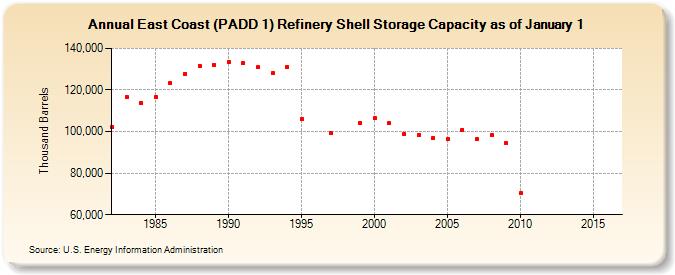 Annual East Coast (PADD 1) Refinery Shell Storage Capacity as of January 1
Thousand Barrels
140,000
120,000
100,000
80,000
60,000
1985 1990 1995 2000 2005 2010 2015
Source: U.S. Energy Information Administration